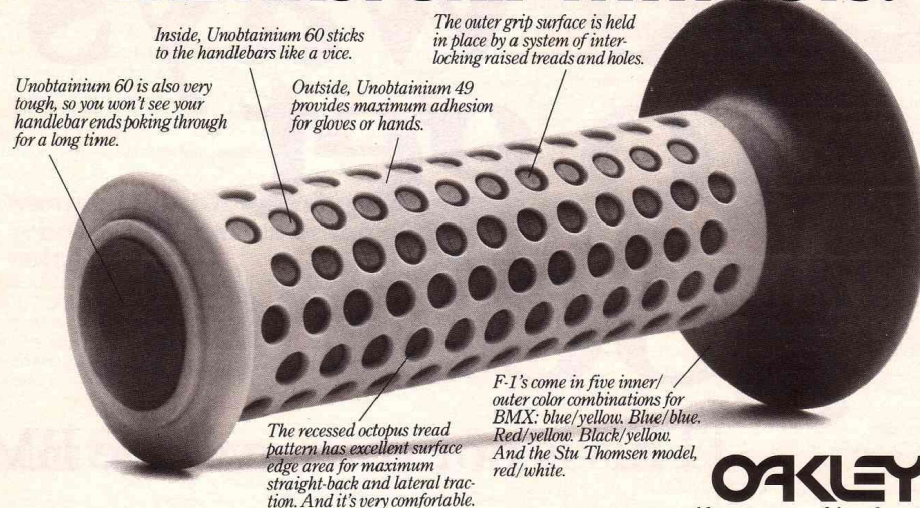 Inside, Unobtainium 60 sticks
to the handlebars like a vice.
The outer grip surface is held
in place by a system of inter-
locking raised treads and holes.
Unobtainium 60 is also very
tough, so you won't see your
handlebar ends poking through
for a long time.
Outside, Unobtainium 49
provides maximum adhesion
for gloves or hands.
The recessed octopus tread
pattern has excellent surface
edge area for maximum
straight-back and lateral trac-
tion. And it's very comfortable.
F-1's come in five inner/
outer color combinations for
BMX: blue/yellow. Blue/blue.
Red/yellow. Black/yellow.
And the Stu Thomsen model,
red/white.
OAKLEY